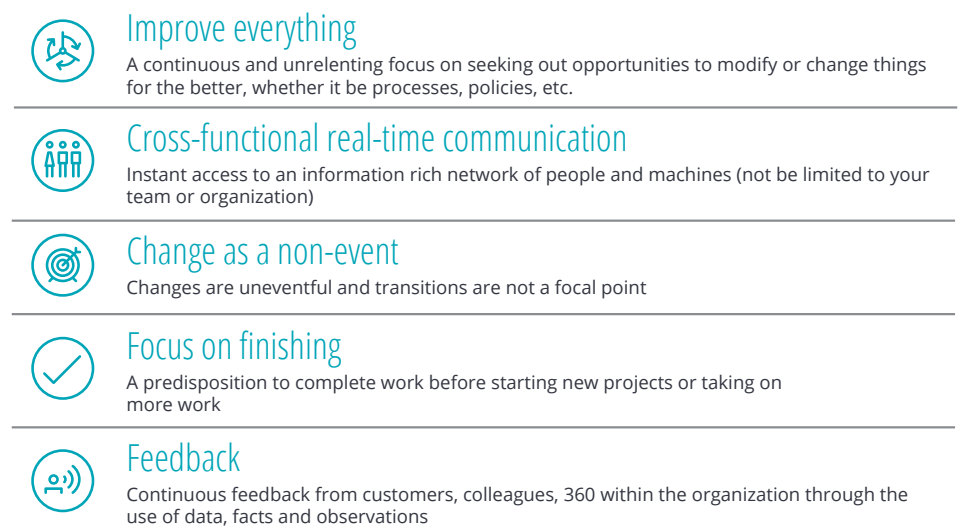 Improve everything
A continuous and unrelenting focus on seeking out opportunities to modify or change things
for the better, whether it be processes, policies, etc.
Cross-functional real-time communication
Instant access to an information rich network of people and machines (not be limited to your
team or organization)
Change as a non-event
Changes are uneventful and transitions are not a focal point
Focus on finishing
A predisposition to complete work before starting new projects or taking on
more work
Feedback
Continuous feedback from customers, colleagues, 360 within the organization through the
use of data, facts and observations